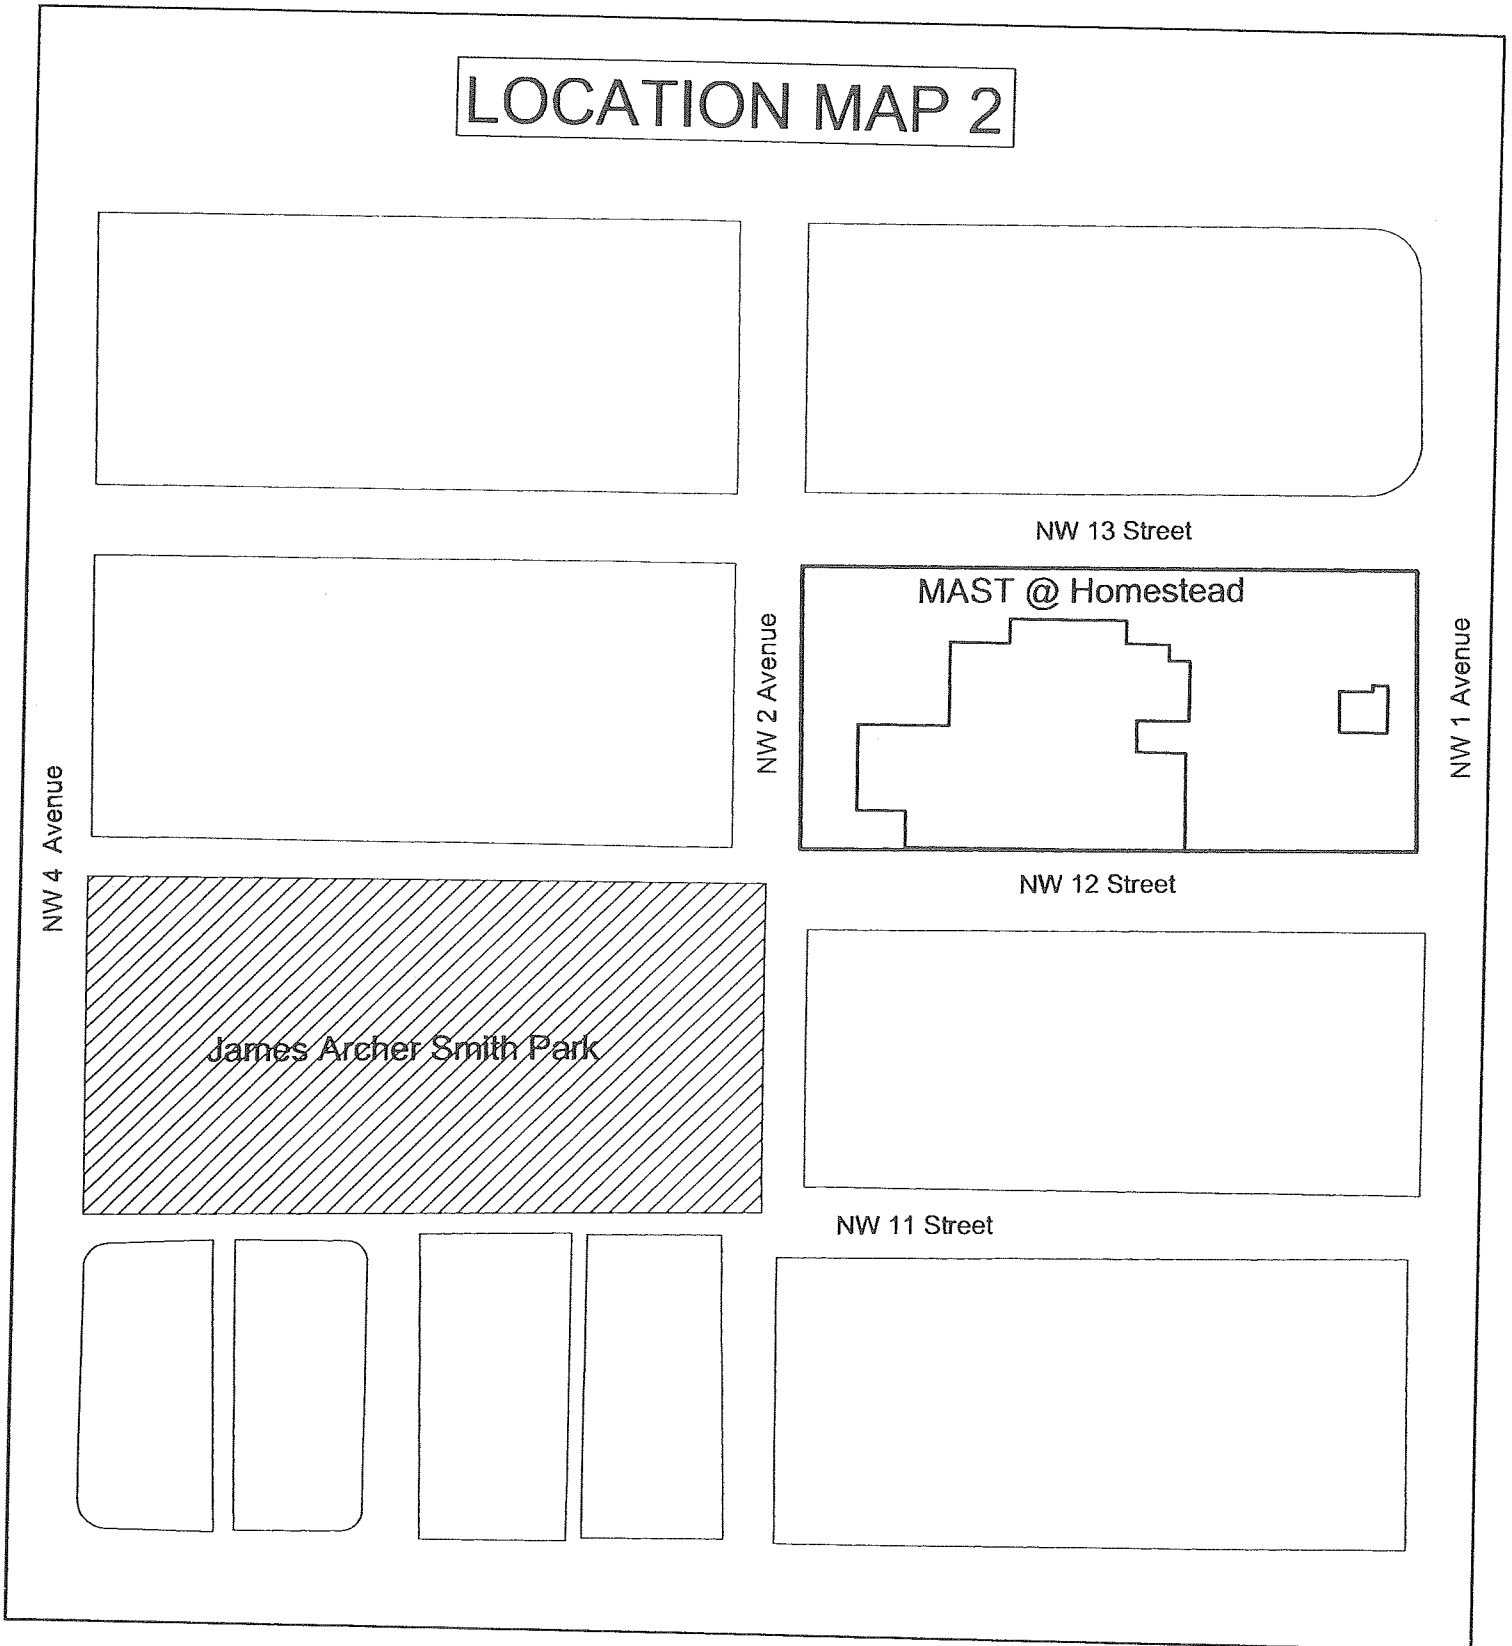 LOCATION MAP 2
NW 13 Street
MAST @ Homestead
NW 2 Avenue
NW 1 Avenue
NW 4 Avenue
NW 12 Street
James Archer Smith Park
NW 11 Street